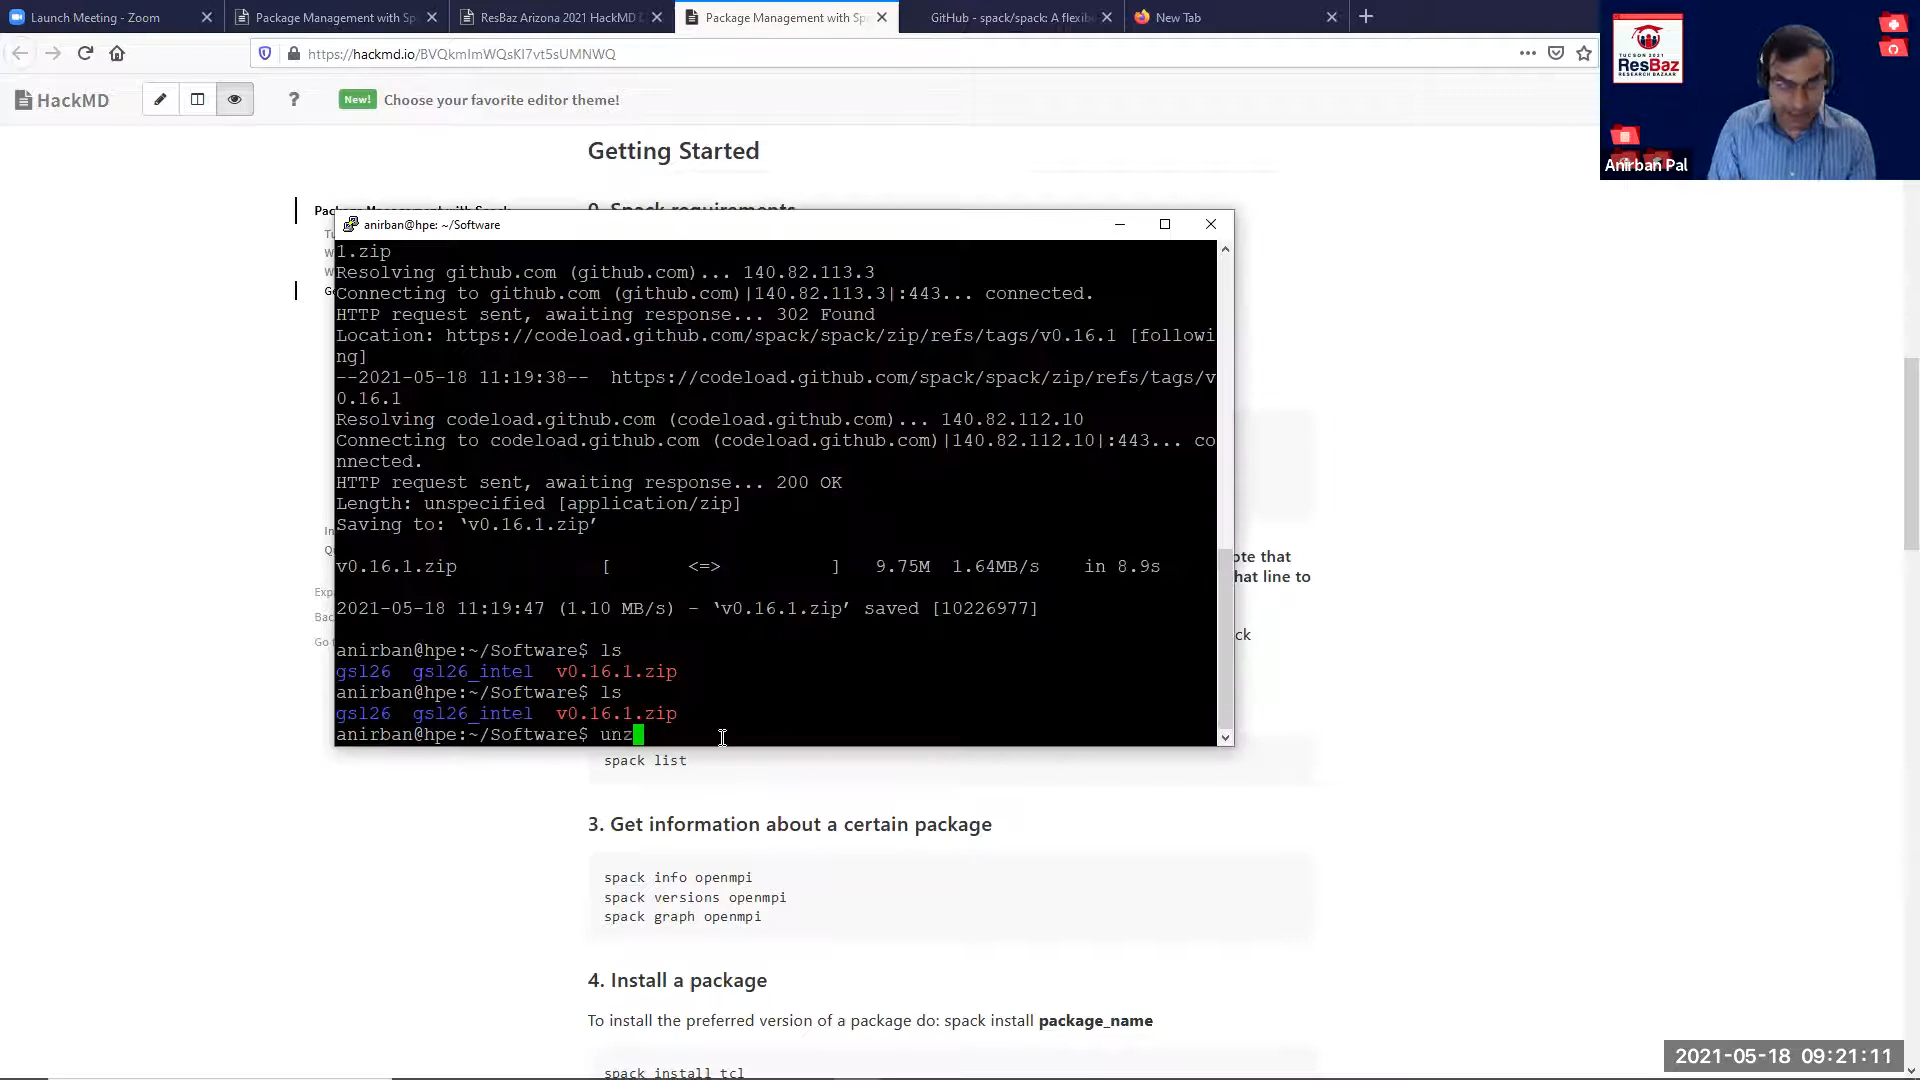 Launch Meeting - Zoom
Package Management with Sp
ResBaz Arizona 2021 HackMD
Package Management with Sp
GitHub - spack/spack: A flexib
New Tab
https://hackmd.io/BVQkmImWQsKI7vt5sUMNWQ
HackMD
?
New!
Choose your favorite editor theme!
TUCSON 2021
ResBaz
RESEARCH BAZAAR
Anirban Pal
Getting Started
anirban@hpe: ~/Software
1.zip
Resolving github.com (github.com)... 140.82.113.3
Connecting to github.com (github.com)|140.82.113.3|:443... connected.
HTTP request sent, awaiting response... 302 Found
Location: https://codeload.github.com/spack/spack/zip/refs/tags/v0.16.1 [followi
ng]
--2021-05-18 11:19:38--  https://codeload.github.com/spack/spack/zip/refs/tags/v
0.16.1
Resolving codeload.github.com (codeload.github.com)... 140.82.112.10
Connecting to codeload.github.com (codeload.github.com)|140.82.112.10|:443... co
nnected.
HTTP request sent, awaiting response... 200 OK
Length: unspecified [application/zip]
Saving to: ‘v0.16.1.zip’
v0.16.1.zip [ <=> ] 9.75M 1.64MB/s in 8.9s
2021-05-18 11:19:47 (1.10 MB/s) - ‘v0.16.1.zip’ saved [10226977]
anirban@hpe:~/Software$ ls
gsl26 gsl26_intel v0.16.1.zip
anirban@hpe:~/Software$ ls
gsl26 gsl26_intel v0.16.1.zip
anirban@hpe:~/Software$ unz
that
hat line to
ck
spack list
3. Get information about a certain package
spack info openmpi
spack versions openmpi
spack graph openmpi
4. Install a package
To install the preferred version of a package do: spack install package_name
spack install tcl
2021-05-18 09:21:11